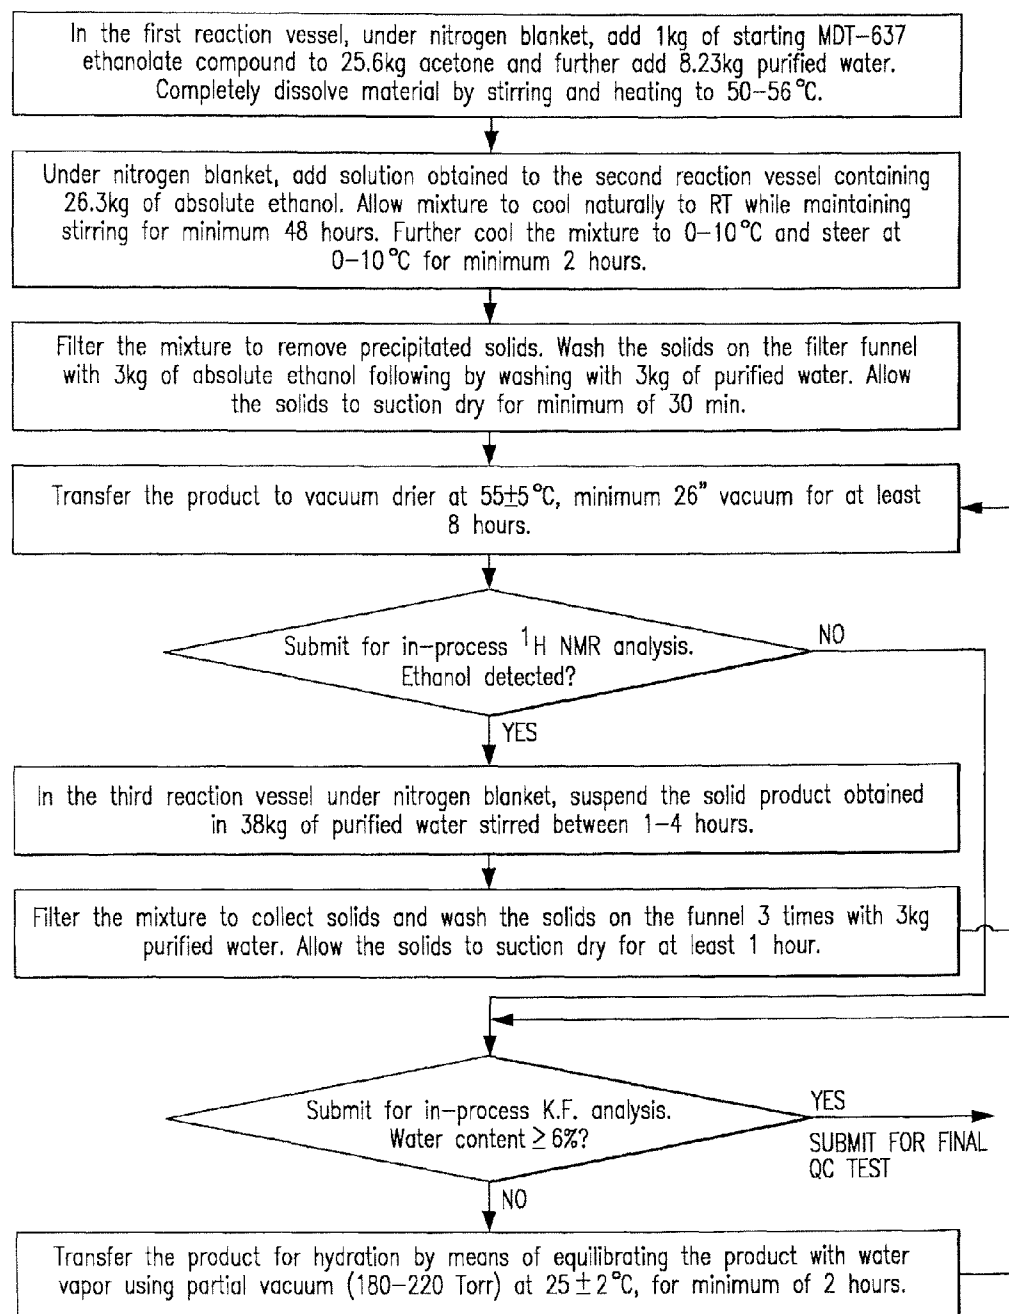 In the first reaction vessel, under nitrogen blanket, add 1kg of starting MDT-637
ethanolate compound to 25.6kg acetone and further add 8.23kg purified water.
Completely dissolve material by stirring and heating to 50-56°C.
Under nitrogen blanket, add solution obtained to the second reaction vessel containing
26.3kg of absolute ethanol. Allow mixture to cool naturally to RT while maintaining
stirring for minimum 48 hours. Further cool the mixture to 0-10°C and steer at
0-10°C for minimum 2 hours.
Filter the mixture to remove precipitated solids. Wash the solids on the filter funnel
with 3kg of absolute ethanol following by washing with 3kg of purified water. Allow
the solids to suction dry for minimum of 30 min.
Transfer the product to vacuum drier at 55±5°C, minimum 26" vacuum for at least
8 hours.
Submit for in-process ¹H NMR analysis.
Ethanol detected?
NO
YES
In the third reaction vessel under nitrogen blanket, suspend the solid product obtained
in 38kg of purified water stirred between 1-4 hours.
Filter the mixture to collect solids and wash the solids on the funnel 3 times with 3kg
purified water. Allow the solids to suction dry for at least 1 hour.
Submit for in-process K.F. analysis.
Water content ≥ 6%?
YES
SUBMIT FOR FINAL
QC TEST
NO
Transfer the product for hydration by means of equilibrating the product with water
vapor using partial vacuum (180-220 Torr) at 25±2°C, for minimum of 2 hours.